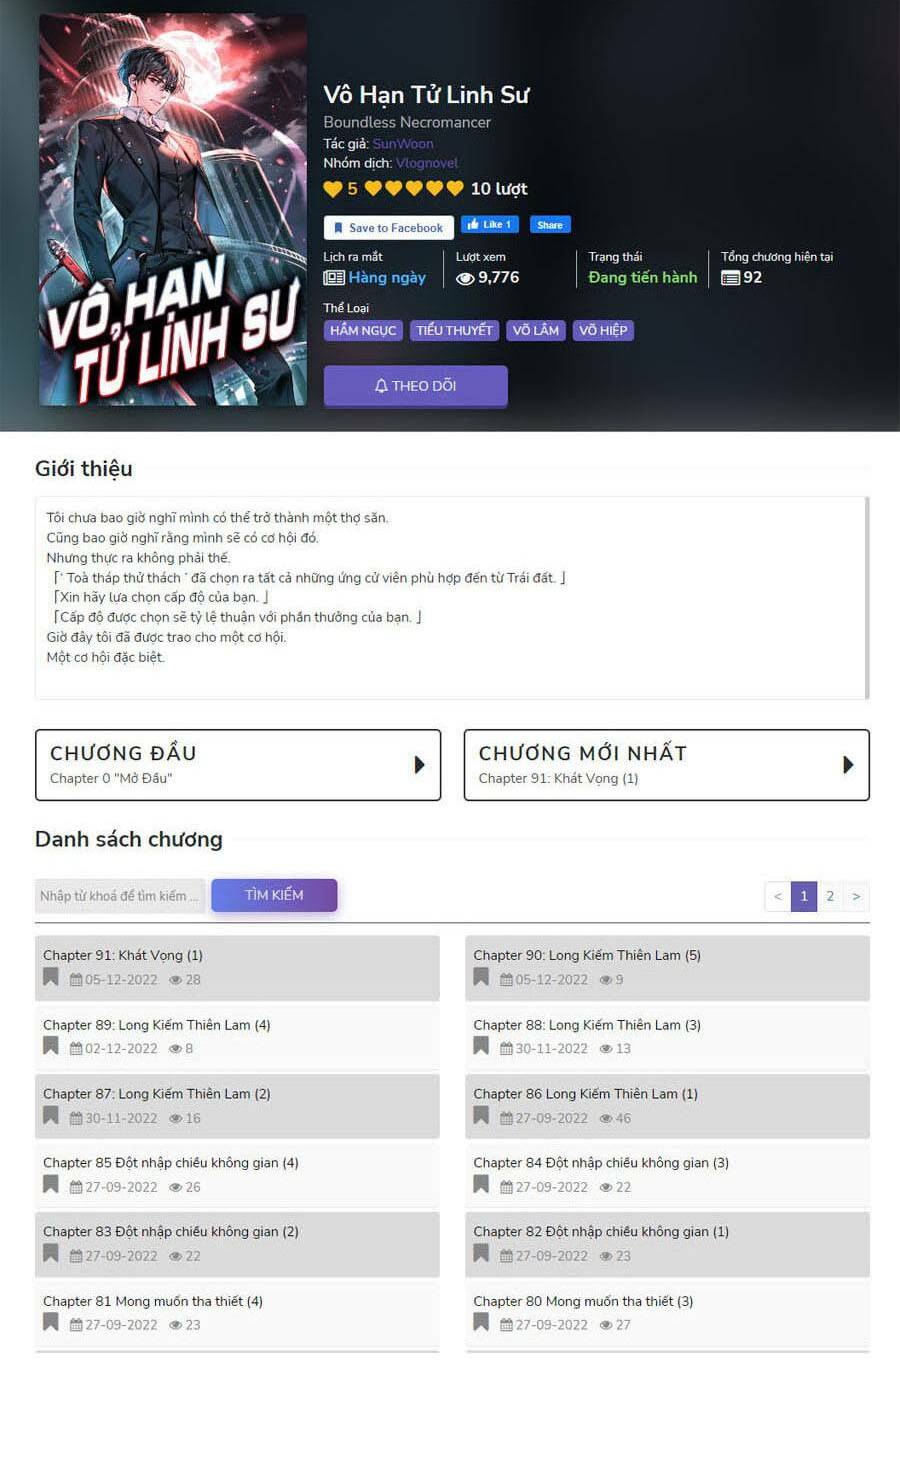 VÔ HẠN
TỬ LINH SƯ
Vô Hạn Tử Linh Sư
Boundless Necromancer
Tác giả: SunWoon
Nhóm dịch: Vlognovel
5 10 lượt
Save to Facebook Like 1 Share
Lịch ra mắt Lượt xem Trạng thái Tổng chương hiện tại
Hàng ngày 9,776 Đang tiến hành 92
Thể Loại
HẦM NGỤC TIỂU THUYẾT VÕ LÂM VÕ HIỆP
THEO DÕI
Giới thiệu
Tôi chưa bao giờ nghĩ mình có thể trở thành một thợ săn.
Cũng bao giờ nghĩ rằng mình sẽ có cơ hội đó.
Nhưng thực ra không phải thế.
「' Toà tháp thử thách ' đã chọn ra tất cả những ứng cử viên phù hợp đến từ Trái đất. 」
「Xin hãy lựa chọn cấp độ của bạn. 」
「Cấp độ được chọn sẽ tỷ lệ thuận với phần thưởng của bạn. 」
Giờ đây tôi đã được trao cho một cơ hội.
Một cơ hội đặc biệt.
CHƯƠNG ĐẦU
Chapter 0 "Mở Đầu"
CHƯƠNG MỚI NHẤT
Chapter 91: Khát Vọng (1)
Danh sách chương
Nhập từ khoá để tìm kiếm ... TÌM KIẾM < 1 2 >
Chapter 91: Khát Vọng (1)
05-12-2022 28
Chapter 90: Long Kiếm Thiên Lam (5)
05-12-2022 9
Chapter 89: Long Kiếm Thiên Lam (4)
02-12-2022 8
Chapter 88: Long Kiếm Thiên Lam (3)
30-11-2022 13
Chapter 87: Long Kiếm Thiên Lam (2)
30-11-2022 16
Chapter 86 Long Kiếm Thiên Lam (1)
27-09-2022 46
Chapter 85 Đột nhập chiều không gian (4)
27-09-2022 26
Chapter 84 Đột nhập chiều không gian (3)
27-09-2022 22
Chapter 83 Đột nhập chiều không gian (2)
27-09-2022 22
Chapter 82 Đột nhập chiều không gian (1)
27-09-2022 23
Chapter 81 Mong muốn tha thiết (4)
27-09-2022 23
Chapter 80 Mong muốn tha thiết (3)
27-09-2022 27